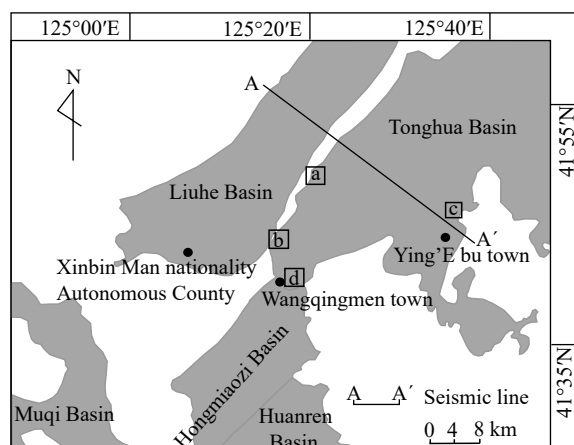 125°00′E
125°20′E
125°40′E
N
A
Tonghua Basin
41°55′N
a
Liuhe Basin
c
b
A′
Xinbin Man nationality
Autonomous County
Ying’E bu town
d
Wangqingmen town
Hongmiaozi Basin
41°35′N
A A′ Seismic line
Muqi Basin
Huanren
Basin
0 4 8 km